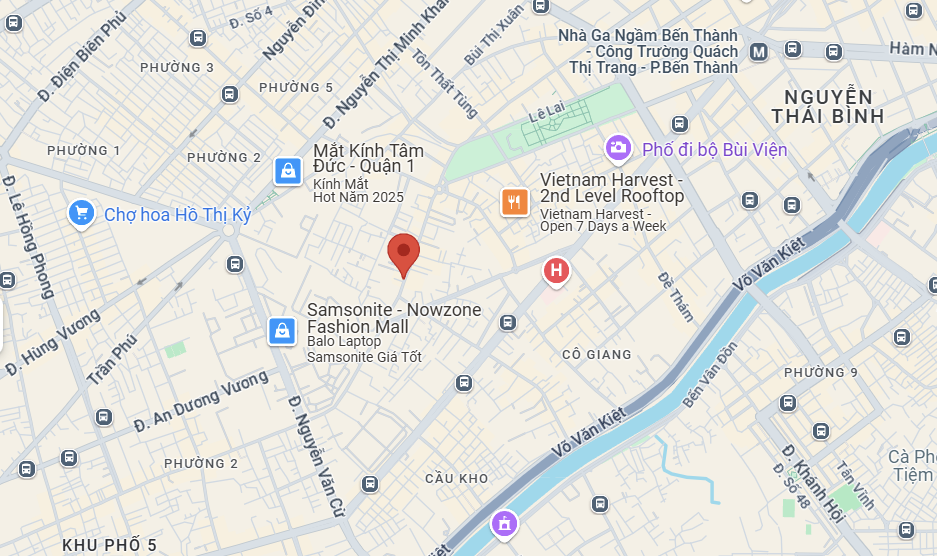 Đ. Số 4
Nguyễn Đìn
Đ. Điện Biên Phủ
Đ. Nguyễn Thị Minh Kha
Bùi Thị Xuân
Tôn Thất Tùng
Nhà Ga Ngầm Bến Thành
- Công Trường Quách
Thị Trang - P.Bến Thành
M
Hàm N
PHƯỜNG 3
PHƯỜNG 5
NGUYỄN
THÁI BÌNH
Lê Lai
PHƯỜNG 1
PHƯỜNG 2
Mắt Kính Tâm
Đức - Quận 1
Kính Mắt
Hot Năm 2025
Phố đi bộ Bùi Viện
Vietnam Harvest -
2nd Level Rooftop
Vietnam Harvest -
Open 7 Days a Week
Đ. Lê Hồng Phong
Chợ hoa Hồ Thị Kỷ
H
Võ Văn Kiệt
Đề Thám
Samsonite - Nowzone
Fashion Mall
Balo Laptop
Samsonite Giá Tốt
Đ. Hùng Vương
Trần Phú
CÔ GIANG
Bến Vân Đồn
PHƯỜNG 9
Đ. An Dương Vương
Đ. Nguyễn Văn Cừ
Võ Văn Kiệt
PHƯỜNG 2
CẦU KHO
Đ. Khánh Hội
Đ. Số 48
Tân Vĩnh
Cà Phê
Tiệm
KHU PHỐ 5
Kiệt